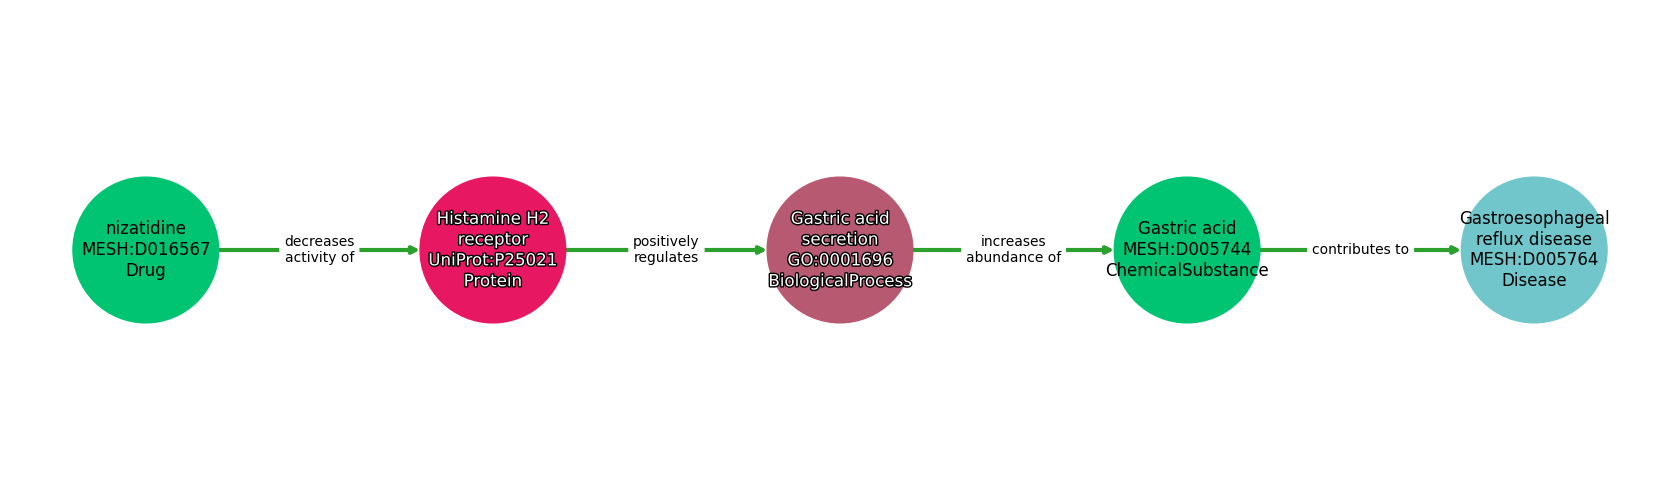 nizatidine
MESH:D016567
Drug
decreases
activity of
Histamine H2
receptor
UniProt:P25021
Protein
positively
regulates
Gastric acid
secretion
GO:0001696
BiologicalProcess
increases
abundance of
Gastric acid
MESH:D005744
ChemicalSubstance
contributes to
Gastroesophageal
reflux disease
MESH:D005764
Disease